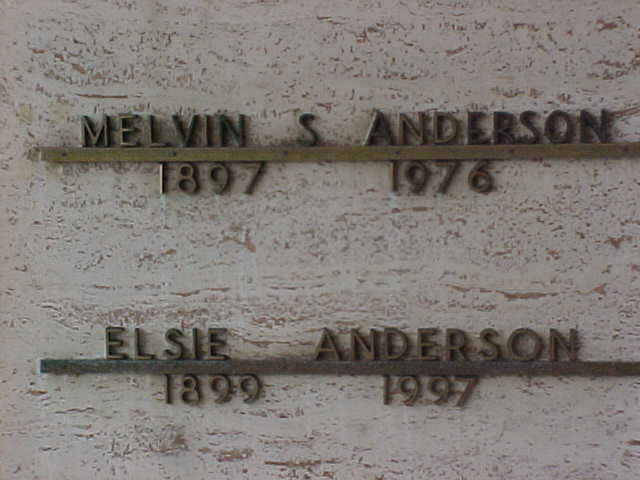 MELVIN S ANDERSON
1897 1976
ELSIE ANDERSON
1899 1997